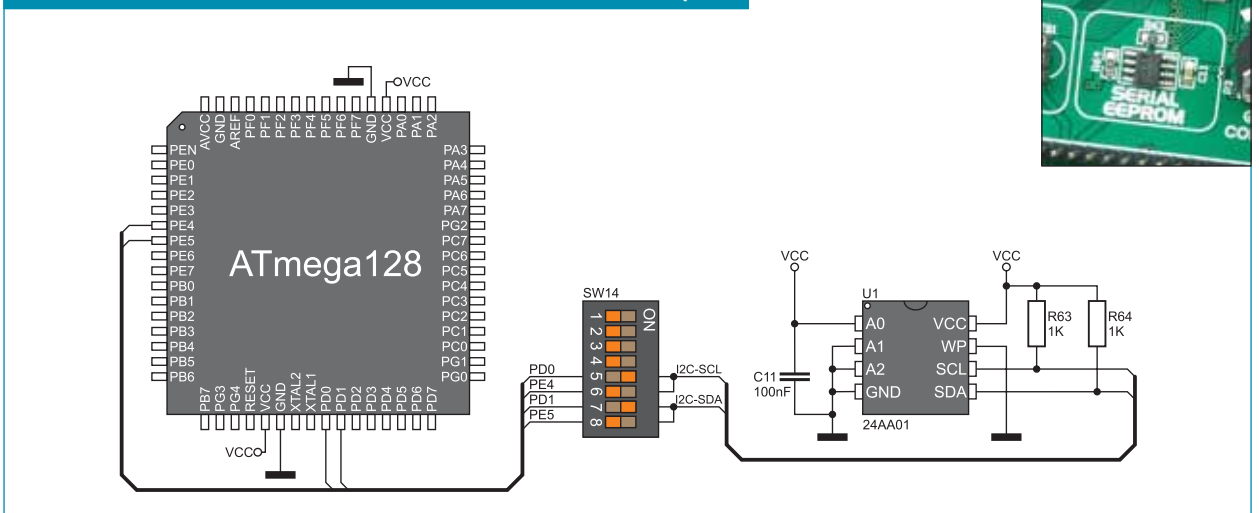 VCC
AVCC
GND
AREF
PF0
PF1
PF2
PF3
PF4
PF5
PF6
PF7
GND
VCC
PA0
PA1
PA2
PEN
PE0
PE1
PE2
PE3
PE4
PE5
PE6
PE7
PB0
PB1
PB2
PB3
PB4
PB5
PB6
ATmega128
PA3
PA4
PA5
PA6
PA7
PG2
PC7
PC6
PC5
PC4
PC3
PC2
PC1
PC0
PG1
PG0
PB7
PG3
PG4
RESET
VCC
GND
XTAL2
XTAL1
PD0
PD1
PD2
PD3
PD4
PD5
PD6
PD7
VCC
SW14
ON
1
2
3
4
5
6
7
8
PD0
PE4
PD1
PE5
I2C-SCL
I2C-SDA
VCC
C11
100nF
U1
A0
A1
A2
GND
VCC
WP
SCL
SDA
24AA01
VCC
R63
1K
R64
1K
SERIAL
EEPROM